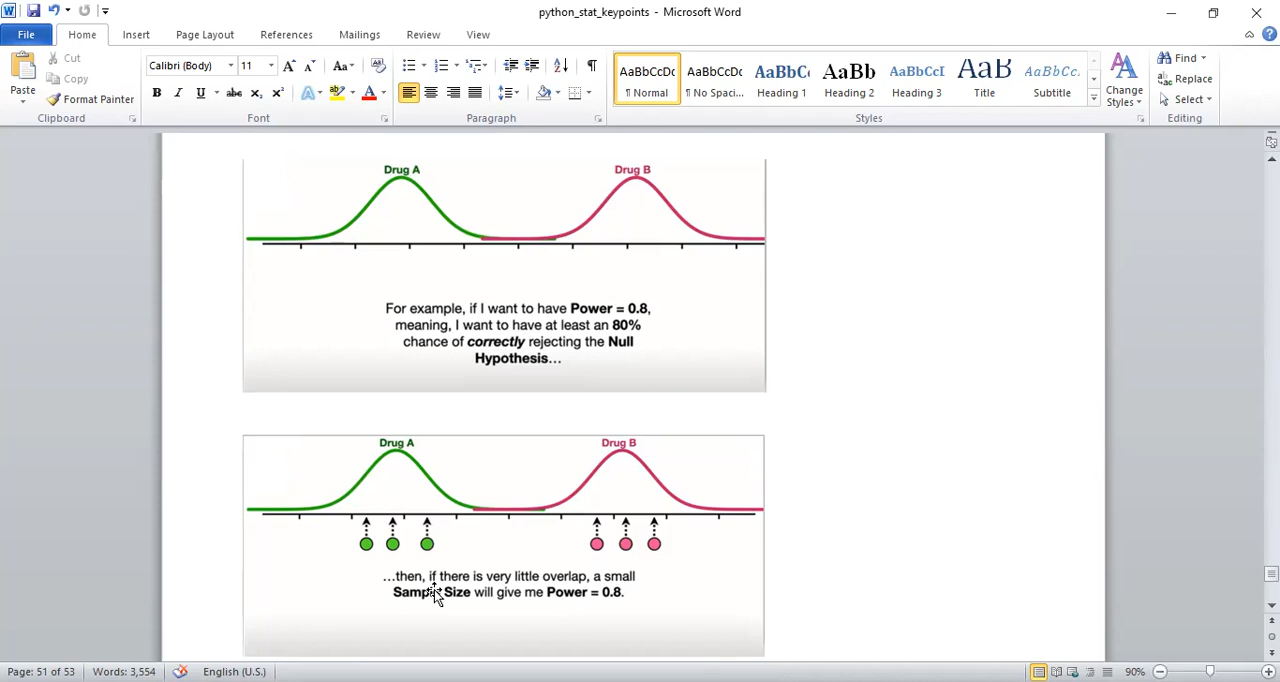 python_stat_keypoints - Microsoft Word
File Home Insert Page Layout References Mailings Review View
Paste
Cut
Copy
Format Painter
Clipboard
Calibri (Body) 11
Font
Paragraph
AaBbCcDc AaBbCcDc AaBbC AaBb AaBbCcI AaB AaBbCc.
¶ Normal ¶ No Spaci... Heading 1 Heading 2 Heading 3 Title Subtitle
Change
Styles
Styles
Find
Replace
Select
Editing
Drug A Drug B
For example, if I want to have Power = 0.8,
meaning, I want to have at least an 80%
chance of correctly rejecting the Null
Hypothesis…
Drug A Drug B
…then, if there is very little overlap, a small
Sample Size will give me Power = 0.8.
Page: 51 of 53 Words: 3,554 English (U.S.) 90%